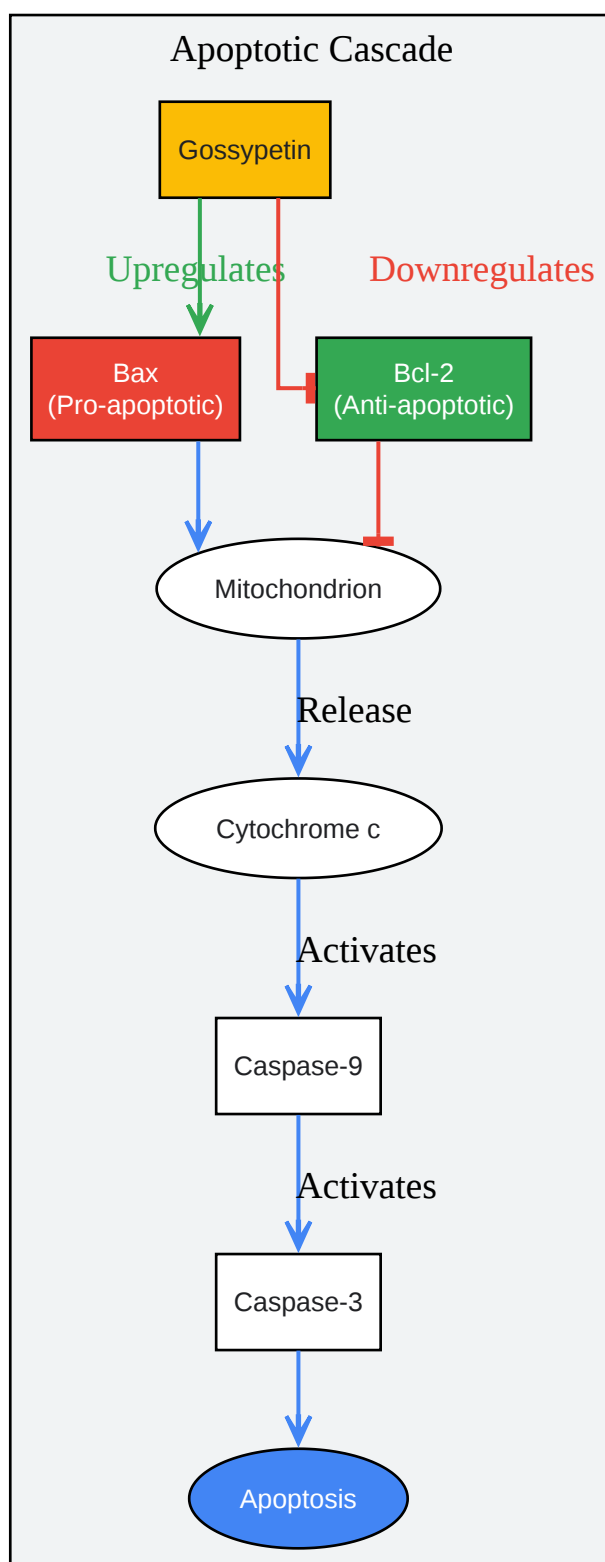 Apoptotic Cascade
Gossypetin
Upregulates
Downregulates
Bax
(Pro-apoptotic)
Bcl-2
(Anti-apoptotic)
Mitochondrion
Release
Cytochrome c
Activates
Caspase-9
Activates
Caspase-3
Apoptosis